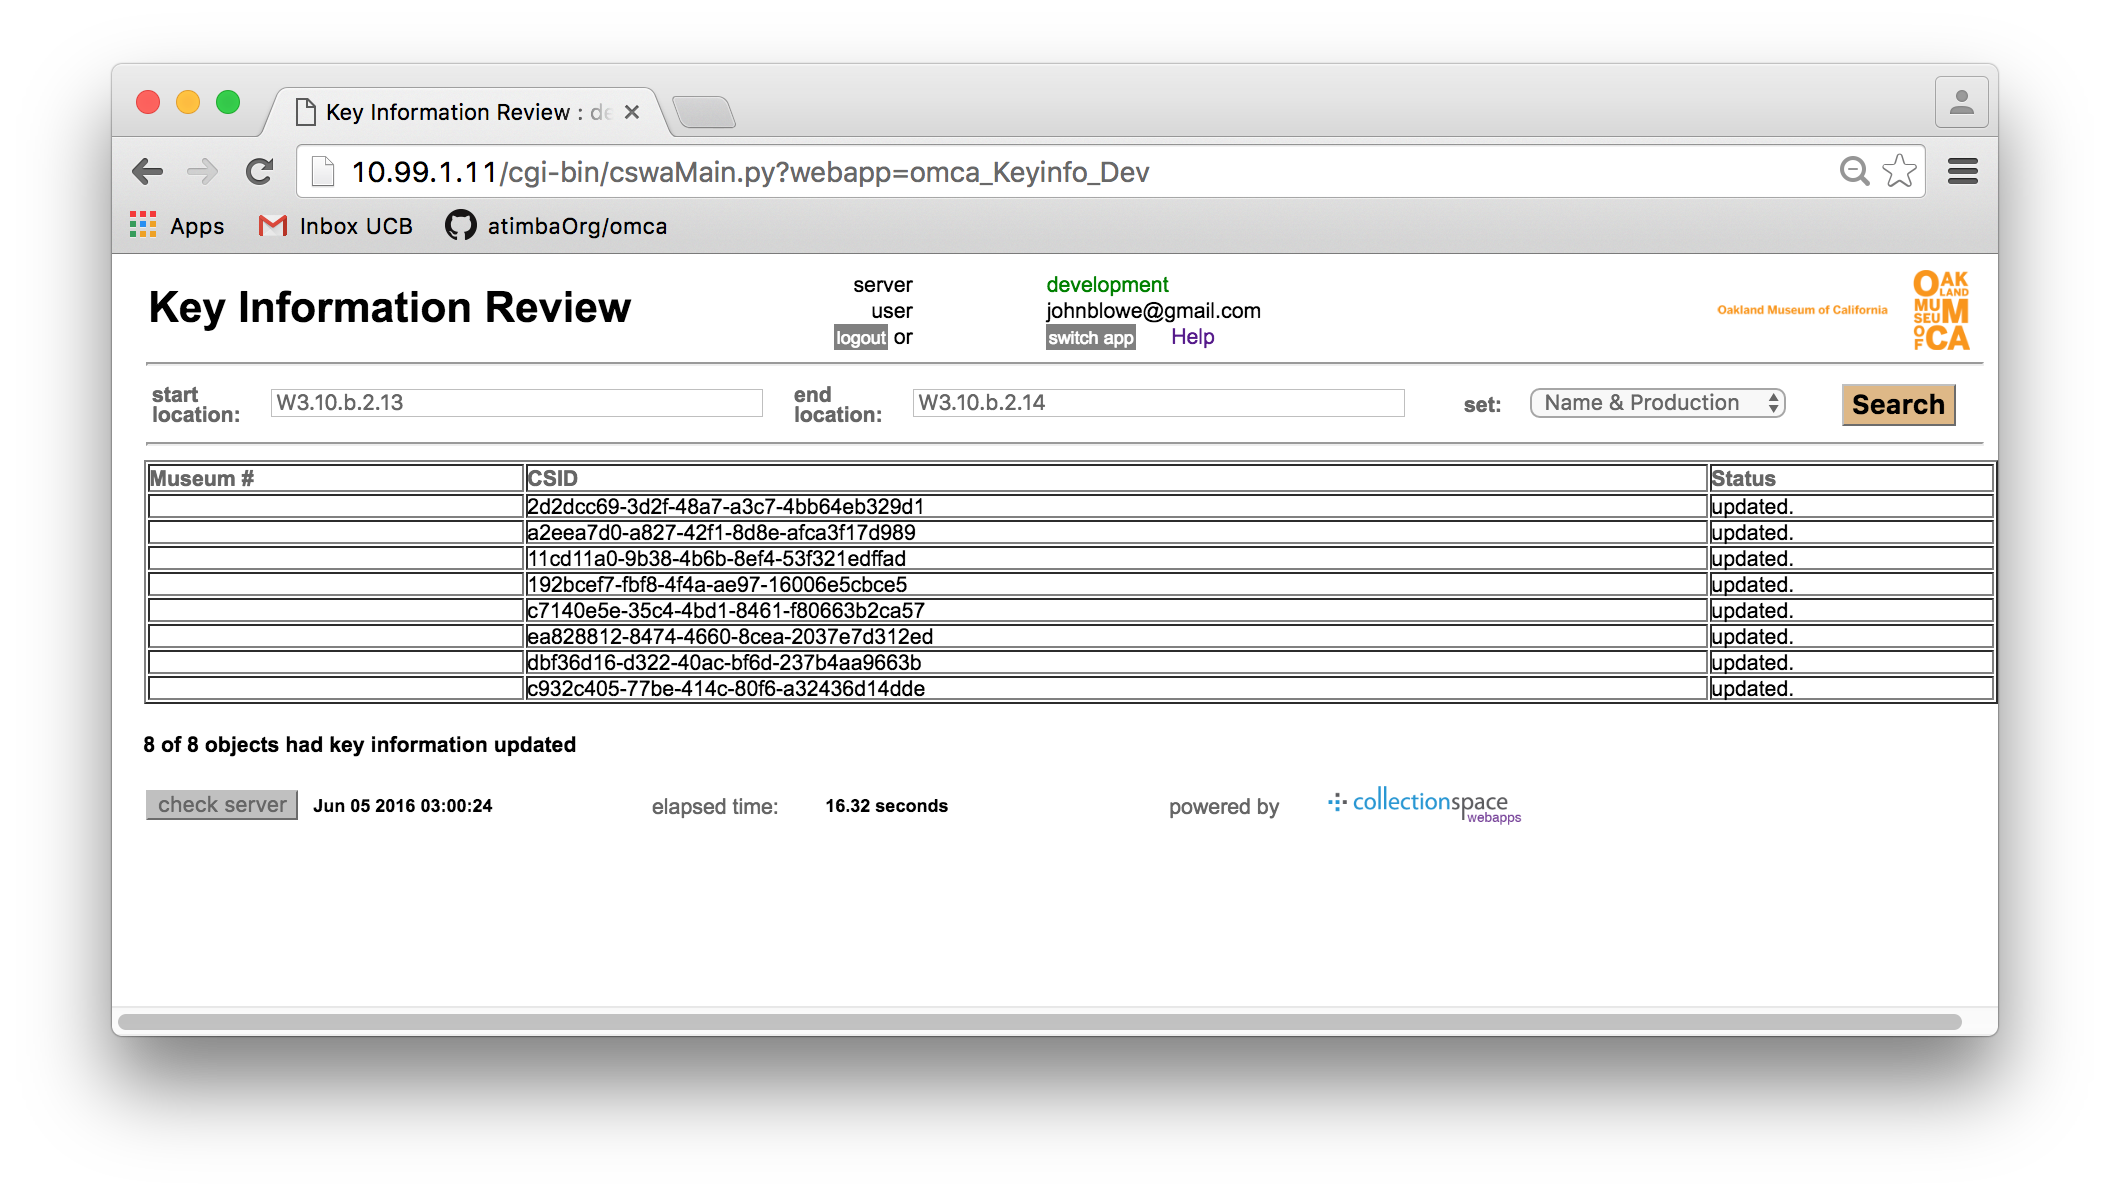 Key Information Review : de
10.99.1.11/cgi-bin/cswaMain.py?webapp=omca_Keyinfo_Dev
Apps Inbox UCB atimbaOrg/omca
Key Information Review
server development
user johnblowe@gmail.com
logout or switch app Help
Oakland Museum of California
OAKLAND MUSEUM OF CA
start location: W3.10.b.2.13 end location: W3.10.b.2.14 set: Name & Production Search
Museum # CSID Status
2d2dcc69-3d2f-48a7-a3c7-4bb64eb329d1 updated.
a2eea7d0-a827-42f1-8d8e-afca3f17d989 updated.
11cd11a0-9b38-4b6b-8ef4-53f321edffad updated.
192bcef7-fbf8-4f4a-ae97-16006e5cbce5 updated.
c7140e5e-35c4-4bd1-8461-f80663b2ca57 updated.
ea828812-8474-4660-8cea-2037e7d312ed updated.
dbf36d16-d322-40ac-bf6d-237b4aa9663b updated.
c932c405-77be-414c-80f6-a32436d14dde updated.
8 of 8 objects had key information updated
check server Jun 05 2016 03:00:24 elapsed time: 16.32 seconds powered by collectionspace
webapps